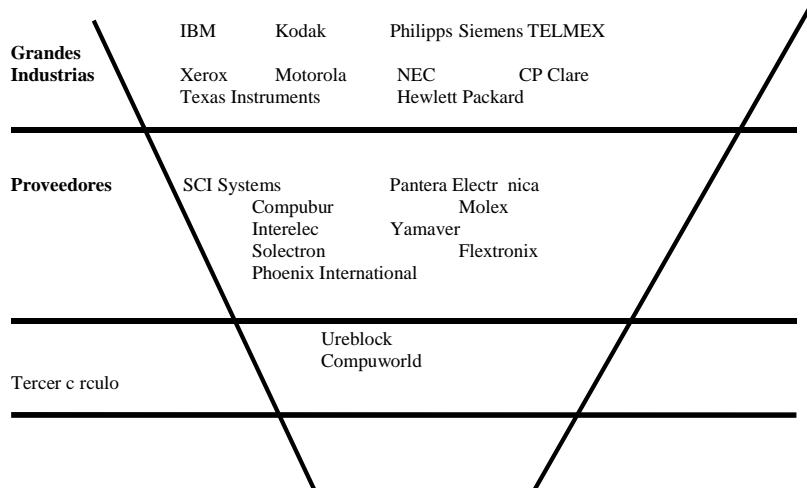 IBM Kodak Philipps Siemens TELMEX
Grandes
Industrias Xerox Motorola NEC CP Clare
Texas Instruments Hewlett Packard
Proveedores SCI Systems Pantera Electr nica
Compubur Molex
Interelec Yamaver
Solectron Flextronix
Phoenix International
Ureblock
Compuworld
Tercer c rculo